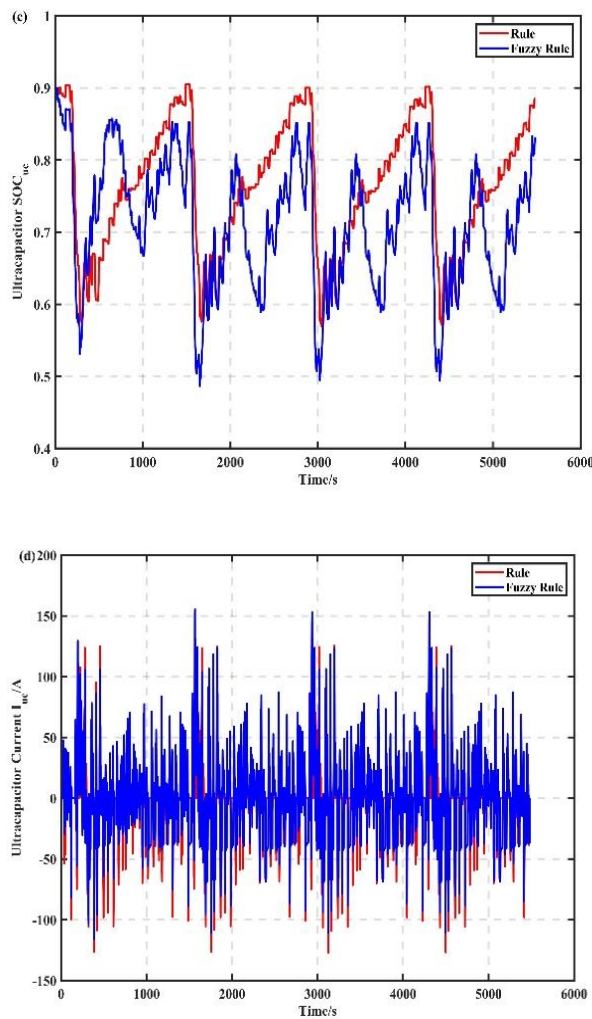 (c)
1
0.9
0.8
0.7
0.6
0.5
0.4
Ultracapacitor SOCuc
Rule
Fuzzy Rule
0
1000
2000
3000
4000
5000
6000
Time/s
(d)
200
150
100
50
0
-50
-100
-150
Ultracapacitor Current Iuc/A
Rule
Fuzzy Rule
0
1000
2000
3000
4000
5000
6000
Time/s